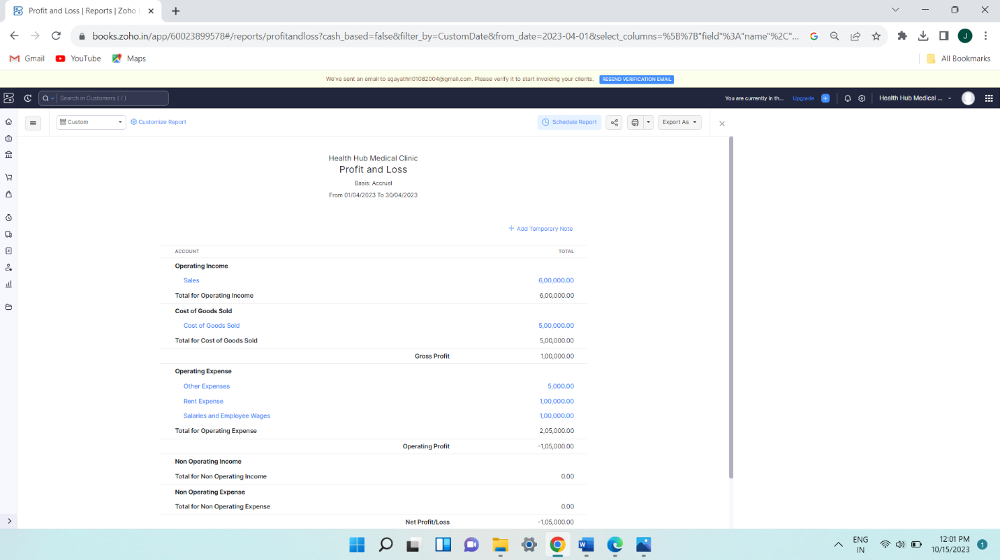 Profit and Loss | Reports | Zoho
books.zoho.in/app/60023899578#/reports/profitandloss?cash_based=false&filter_by=CustomDate&from_date=2023-04-01&select_columns=%5B%7B"field"%3A"name"%2C"...
J
Gmail YouTube Maps All Bookmarks
We've sent an email to sgayathri01082004@gmail.com. Please verify it to start invoicing your clients. RESEND VERIFICATION EMAIL
Search in Customers ( / ) You are currently in th... Upgrade Health Hub Medical ...
Custom Customize Report Schedule Report Export As
Health Hub Medical Clinic
Profit and Loss
Basis: Accrual
From 01/04/2023 To 30/04/2023
Add Temporary Note
ACCOUNT TOTAL
Operating Income
Sales 6,00,000.00
Total for Operating Income 6,00,000.00
Cost of Goods Sold
Cost of Goods Sold 5,00,000.00
Total for Cost of Goods Sold 5,00,000.00
Gross Profit 1,00,000.00
Operating Expense
Other Expenses 5,000.00
Rent Expense 1,00,000.00
Salaries and Employee Wages 1,00,000.00
Total for Operating Expense 2,05,000.00
Operating Profit -1,05,000.00
Non Operating Income
Total for Non Operating Income 0.00
Non Operating Expense
Total for Non Operating Expense 0.00
Net Profit/Loss -1,05,000.00
ENG 12:01 PM
IN 10/15/2023 1